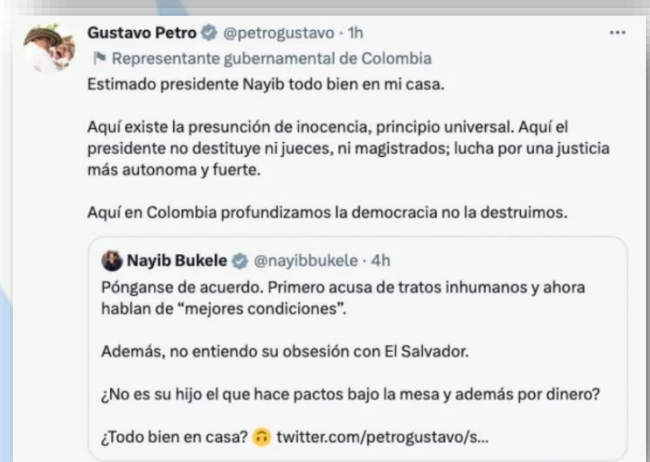 Gustavo Petro @petrogustavo · 1h
Representante gubernamental de Colombia
Estimado presidente Nayib todo bien en mi casa.
Aquí existe la presunción de inocencia, principio universal. Aquí el
presidente no destituye ni jueces, ni magistrados; lucha por una justicia
más autonoma y fuerte.
Aquí en Colombia profundizamos la democracia no la destruimos.
Nayib Bukele @nayibbukele · 4h
Pónganse de acuerdo. Primero acusa de tratos inhumanos y ahora
hablan de “mejores condiciones”.
Además, no entiendo su obsesión con El Salvador.
¿No es su hijo el que hace pactos bajo la mesa y además por dinero?
¿Todo bien en casa? 🙃 twitter.com/petrogustavo/s...